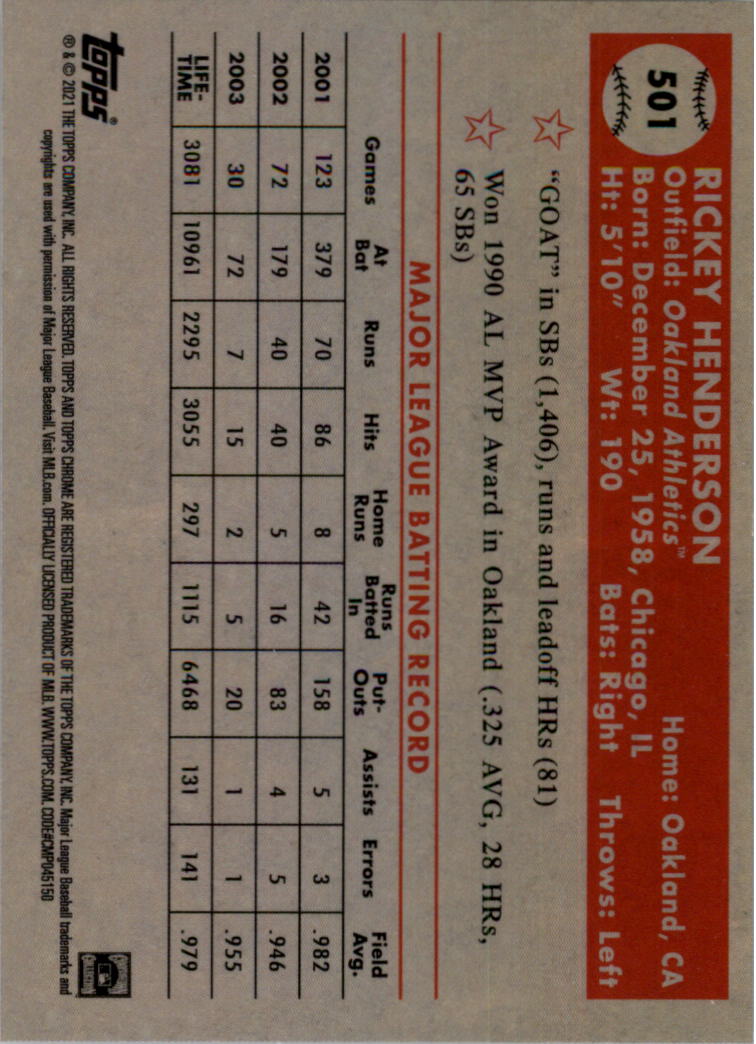 501
RICKEY HENDERSON
Outfield: Oakland Athletics™ Home: Oakland, CA
Born: December 25, 1958, Chicago, IL
Ht: 5'10" Wt: 190 Bats: Right Throws: Left
"GOAT" in SBs (1,406), runs and leadoff HRs (81)
Won 1990 AL MVP Award in Oakland (.325 AVG, 28 HRs,
65 SBs)
MAJOR LEAGUE BATTING RECORD
Games At Bat Runs Hits Home Runs Runs Batted In Put-Outs Assists Errors Field Avg.
2001 123 379 70 86 8 42 158 5 3 .982
2002 72 179 40 40 5 16 83 4 5 .946
2003 30 72 7 15 2 5 20 1 1 .955
LIFE-TIME 3081 10961 2295 3055 297 1115 6468 131 141 .979
topps®
® & © 2021 THE TOPPS COMPANY, INC. ALL RIGHTS RESERVED. TOPPS AND TOPPS CHROME ARE REGISTERED TRADEMARKS OF THE TOPPS COMPANY, INC. Major League Baseball trademarks and
copyrights are used with permission of Major League Baseball. Visit MLB.com. OFFICIALLY LICENSED PRODUCT OF MLB. WWW.TOPPS.COM. CODE#CMP045150